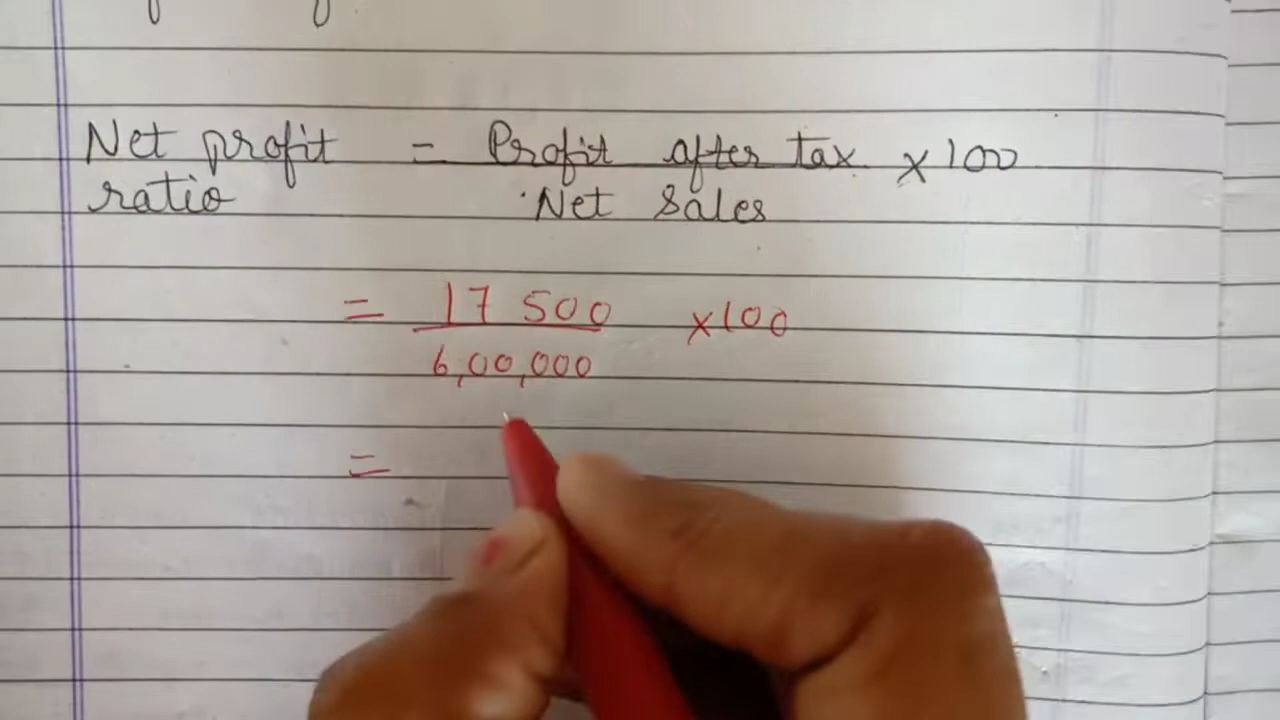 Net profit ratio = Profit after tax × 100
Net Sales
= 17 500 × 100
6,00,000
=